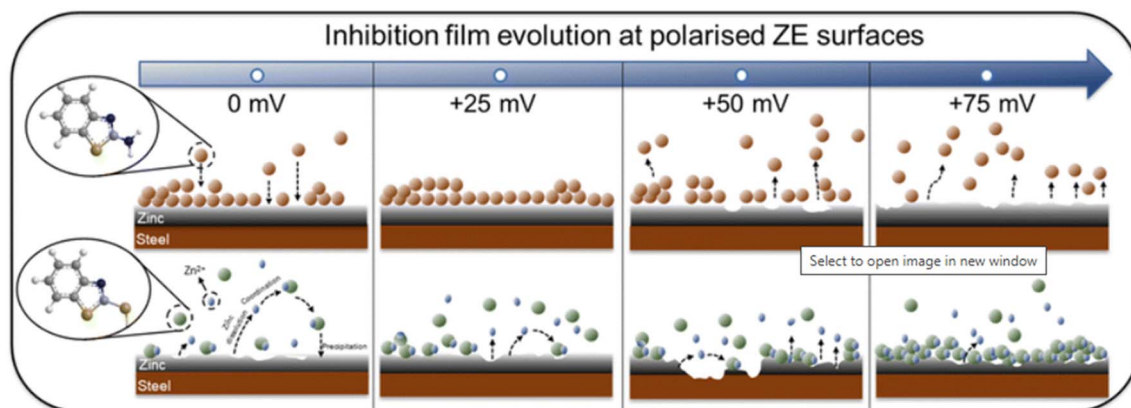 Inhibition film evolution at polarised ZE surfaces
0 mV
+25 mV
+50 mV
+75 mV
Zinc
Steel
Select to open image in new window
Zn²⁺
Zinc
dissolution
Coordination
Precipitation
Zinc
Steel